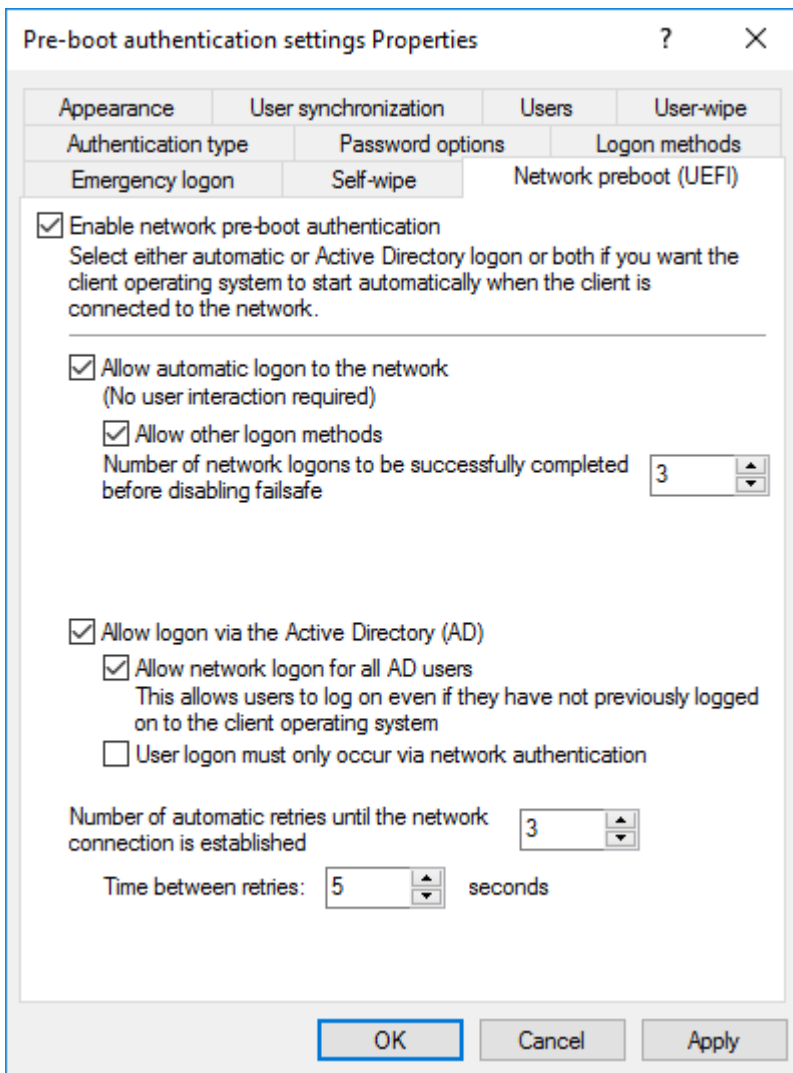 Pre-boot authentication settings Properties ?
Appearance User synchronization Users User-wipe
Authentication type Password options Logon methods
Emergency logon Self-wipe Network preboot (UEFI)
Enable network pre-boot authentication
Select either automatic or Active Directory logon or both if you want the
client operating system to start automatically when the client is
connected to the network.
Allow automatic logon to the network
(No user interaction required)
Allow other logon methods
Number of network logons to be successfully completed
before disabling failsafe
3
Allow logon via the Active Directory (AD)
Allow network logon for all AD users
This allows users to log on even if they have not previously logged
on to the client operating system
User logon must only occur via network authentication
Number of automatic retries until the network
connection is established
3
Time between retries: 5 seconds
OK Cancel Apply